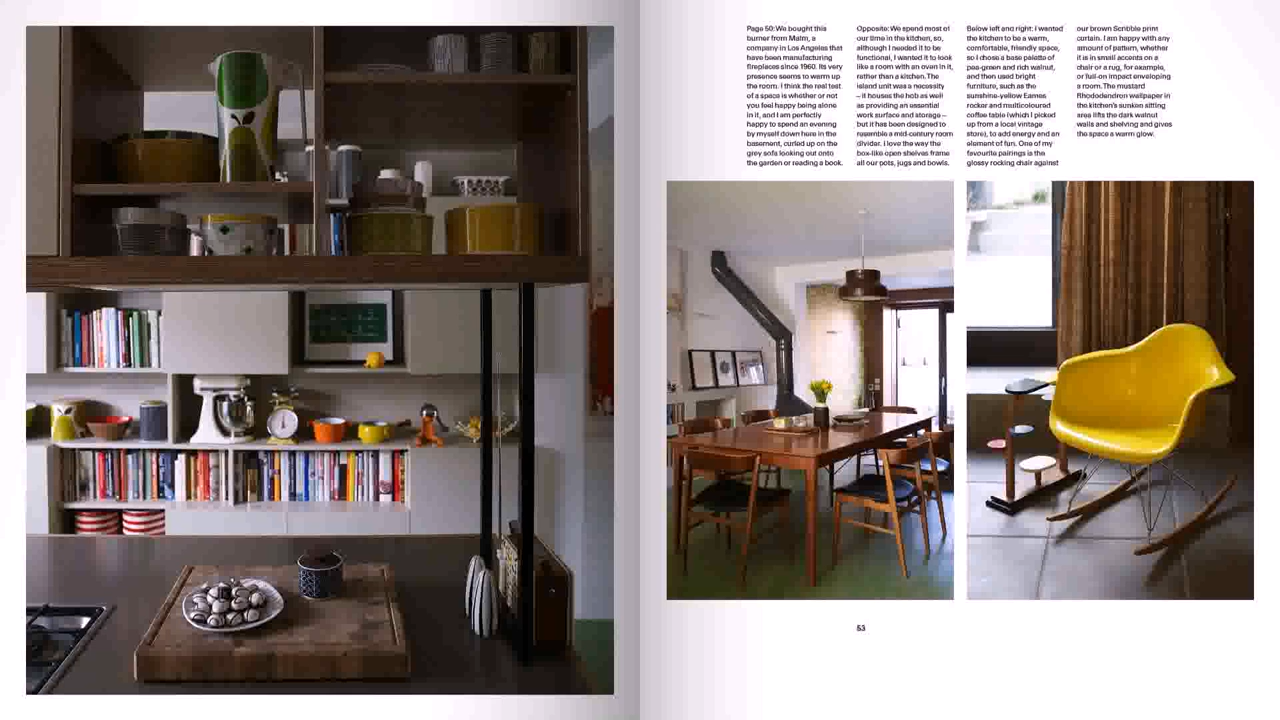 Page 50: We bought this
burner from Malm, a
company in Los Angeles that
have been manufacturing
fireplaces since 1960. Its very
presence seems to warm up
the room. I think the real test
of a space is whether or not
you feel happy being alone
in it, and I am perfectly
happy to spend an evening
by myself down here in the
basement, curled up on the
grey sofa looking out onto
the garden or reading a book.
Opposite: We spend most of
our time in the kitchen, so,
although I needed it to be
functional, I wanted it to look
like a room with an oven in it,
rather than a kitchen. The
island unit was a necessity
– it houses the hob as well
as providing an essential
work surface and storage –
but it has been designed to
resemble a mid-century room
divider. I love the way the
box-like open shelves frame
all our pots, jugs and bowls.
Below left and right: I wanted
the kitchen to be a warm,
comfortable, friendly space,
so I chose a base palette of
pea-green and rich walnut,
and then used bright
furniture, such as the
sunshine-yellow Eames
rocker and multicoloured
coffee table (which I picked
up from a local vintage
store), to add energy and an
element of fun. One of my
favourite pairings is the
glossy rocking chair against
our brown Scribble print
curtain. I am happy with any
amount of pattern, whether
it is in small accents on a
chair or a rug, for example,
or full-on impact enveloping
a room. The mustard
Rhododendron wallpaper in
the kitchen's sunken sitting
area lifts the dark walnut
walls and shelving and gives
the space a warm glow.
53